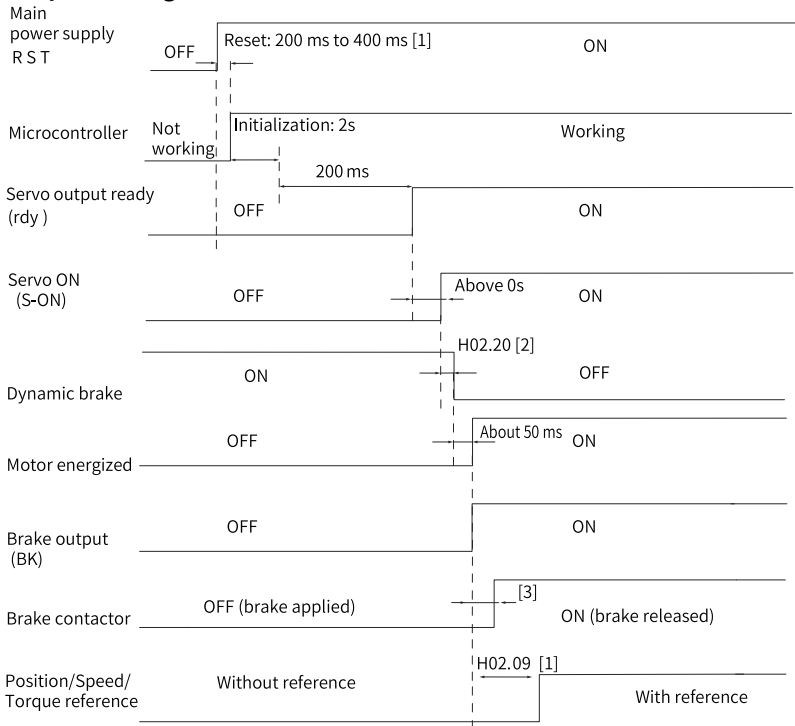 Main
power supply
R S T
OFF
Reset: 200 ms to 400 ms [1]
ON
Microcontroller
Not
working
Initialization: 2s
Working
200 ms
Servo output ready
(rdy )
OFF
ON
Servo ON
(S-ON)
OFF
Above 0s
ON
H02.20 [2]
Dynamic brake
ON
OFF
Motor energized
OFF
About 50 ms
ON
Brake output
(BK)
OFF
ON
Brake contactor
OFF (brake applied)
[3]
ON (brake released)
Position/Speed/
Torque reference
Without reference
H02.09 [1]
With reference